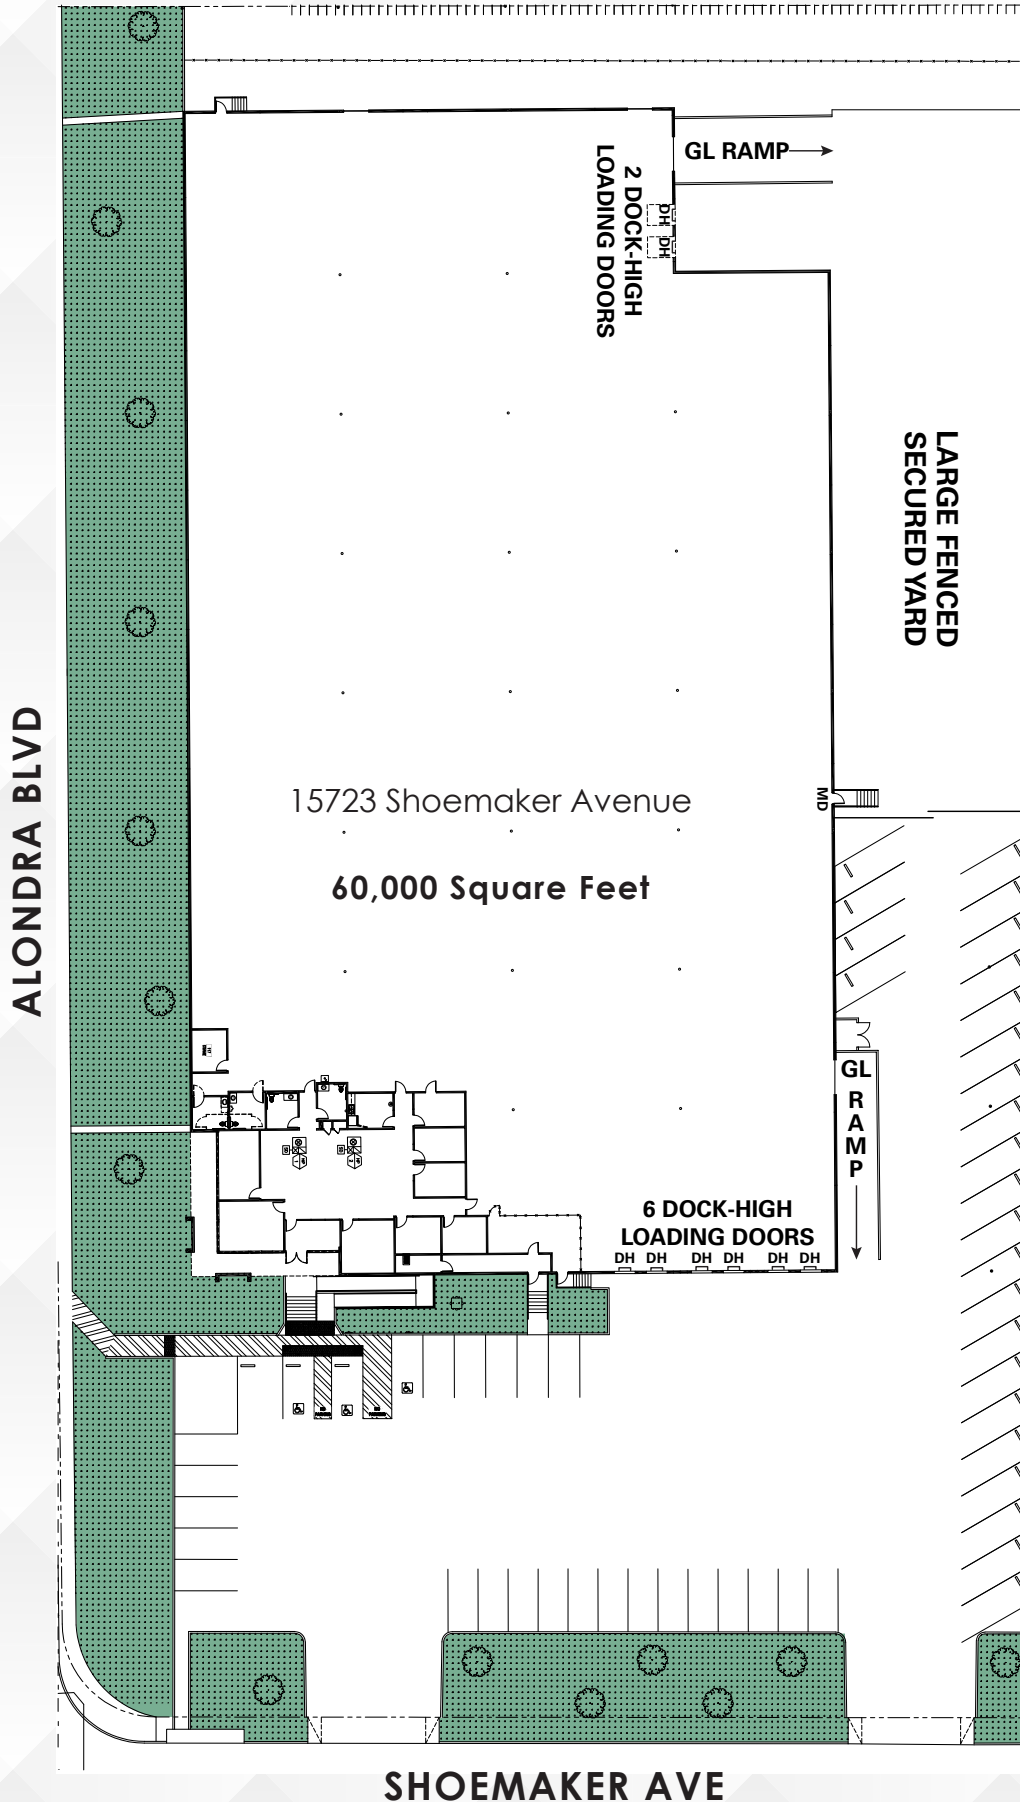 GL RAMP
2 DOCK-HIGH
LOADING DOORS
DH
DH
LARGE FENCED
SECURED YARD
ALONDRA BLVD
15723 Shoemaker Avenue
MD
60,000 Square Feet
GL
R
A
M
P
6 DOCK-HIGH
LOADING DOORS
DH DH DH DH DH DH
SHOEMAKER AVE